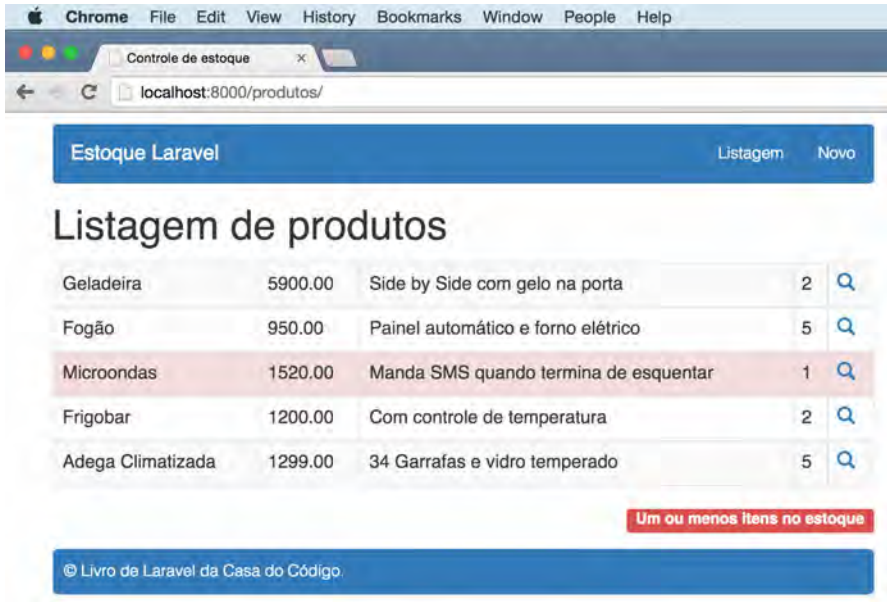 Chrome File Edit View History Bookmarks Window People Help
Controle de estoque
localhost:8000/produtos/
Estoque Laravel Listagem Novo
Listagem de produtos
Geladeira 5900.00 Side by Side com gelo na porta 2
Fogão 950.00 Painel automático e forno elétrico 5
Microondas 1520.00 Manda SMS quando termina de esquentar 1
Frigobar 1200.00 Com controle de temperatura 2
Adega Climatizada 1299.00 34 Garrafas e vidro temperado 5
Um ou menos itens no estoque
© Livro de Laravel da Casa do Código.